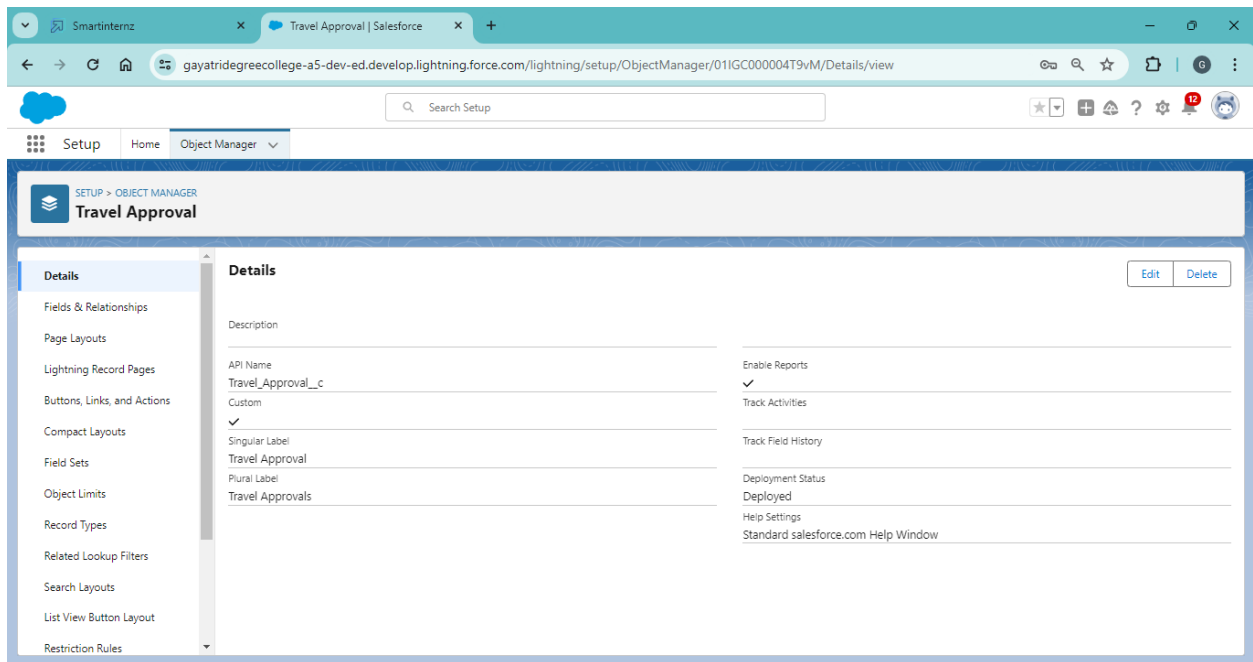 Smartinternz
Travel Approval | Salesforce
gayatridegreecollege-a5-dev-ed.develop.lightning.force.com/lightning/setup/ObjectManager/01IGC000004T9vM/Details/view
G
Search Setup
12
Setup
Home
Object Manager
SETUP > OBJECT MANAGER
Travel Approval
Details
Fields & Relationships
Page Layouts
Lightning Record Pages
Buttons, Links, and Actions
Compact Layouts
Field Sets
Object Limits
Record Types
Related Lookup Filters
Search Layouts
List View Button Layout
Restriction Rules
Details
Edit
Delete
Description
API Name
Travel_Approval__c
Custom
Singular Label
Travel Approval
Plural Label
Travel Approvals
Enable Reports
Track Activities
Track Field History
Deployment Status
Deployed
Help Settings
Standard salesforce.com Help Window